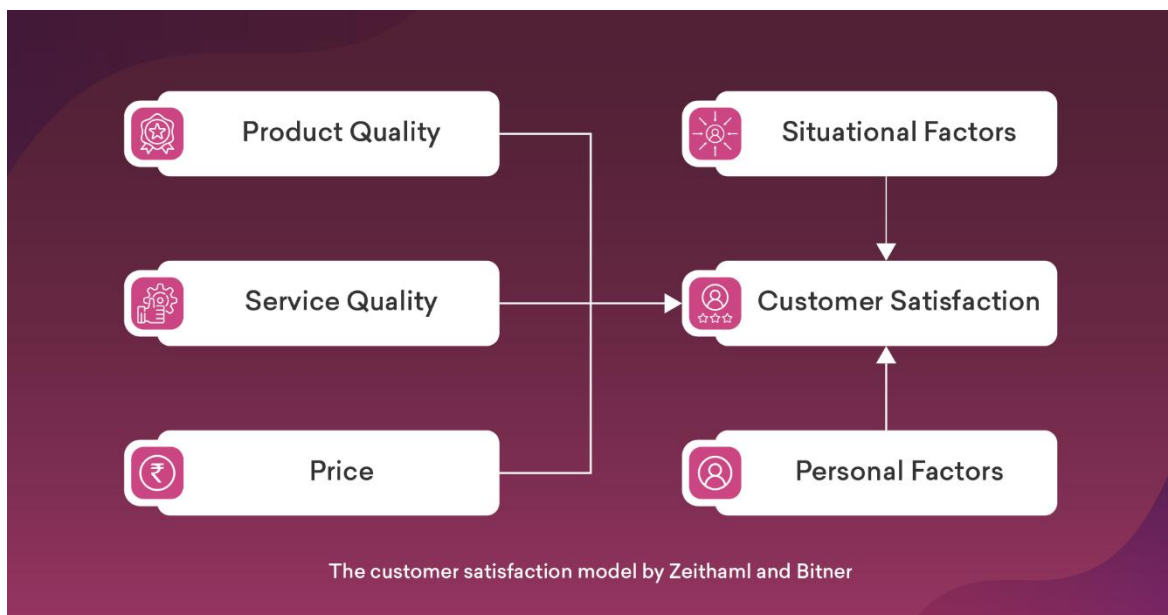 Product Quality
Situational Factors
Service Quality
Customer Satisfaction
₹
Price
Personal Factors
The customer satisfaction model by Zeithaml and Bitner